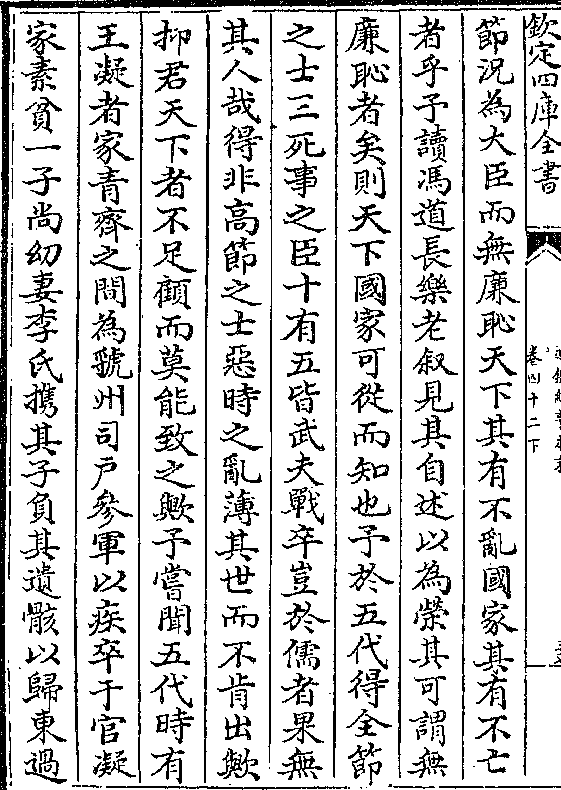 欽定四庫全書
卷四十二下
節況為大臣而無廉恥天下其有不亂國家其有不亡
者乎予讀馮道長樂老叙見其自述以為榮其可謂無
廉恥者矣則天下國家可從而知也予於五代得全節
之士三死事之臣十有五皆武夫戰卒豈於儒者果無
其人哉得非高節之士惡時之亂薄其世而不肯出歟
抑君天下者不足顧而莫能致之歟予嘗聞五代時有
王凝者家青齊之間為虢州司戶參軍以疾卒于官凝
家素貧一子尚幼妻李氏携其子負其遺骸以歸東過